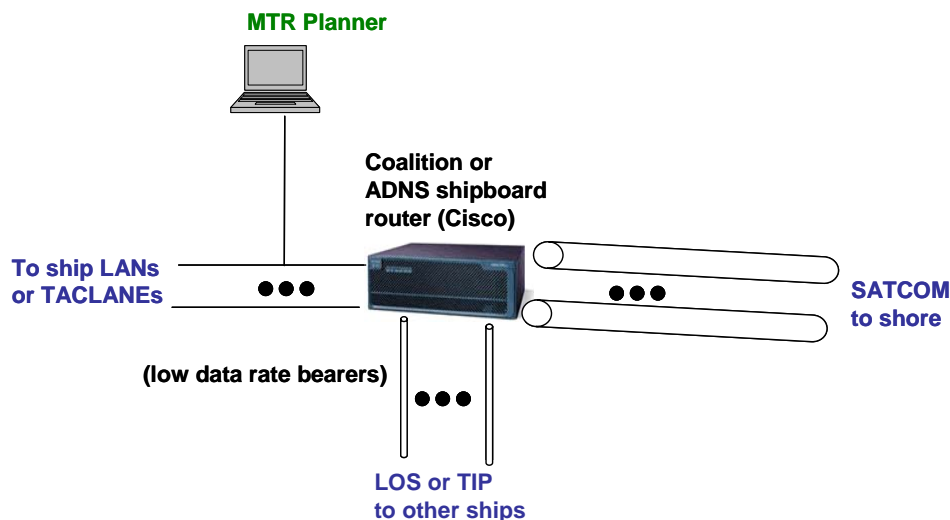 MTR Planner
Coalition or
ADNS shipboard
router (Cisco)
To ship LANs
or TACLANEs
SATCOM
to shore
(low data rate bearers)
LOS or TIP
to other ships